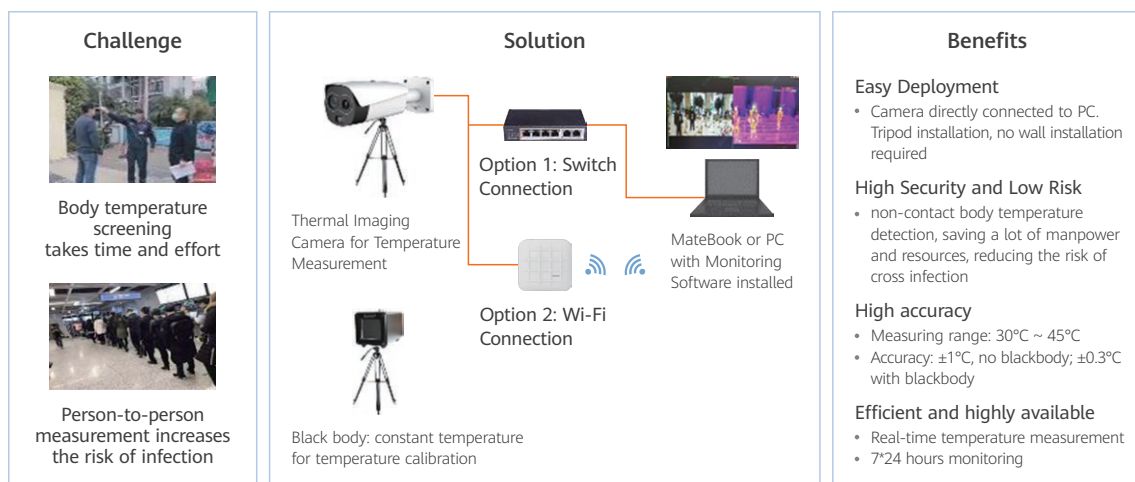 Challenge
Body temperature
screening
takes time and effort
Person-to-person
measurement increases
the risk of infection
Solution
Thermal Imaging
Camera for Temperature
Measurement
Option 1: Switch
Connection
Option 2: Wi-Fi
Connection
MateBook or PC
with Monitoring
Software installed
Black body: constant temperature
for temperature calibration
Benefits
Easy Deployment
• Camera directly connected to PC.
Tripod installation, no wall installation
required
High Security and Low Risk
• non-contact body temperature
detection, saving a lot of manpower
and resources, reducing the risk of
cross infection
High accuracy
• Measuring range: 30°C ~ 45°C
• Accuracy: ±1°C, no blackbody; ±0.3°C
with blackbody
Efficient and highly available
• Real-time temperature measurement
• 7*24 hours monitoring